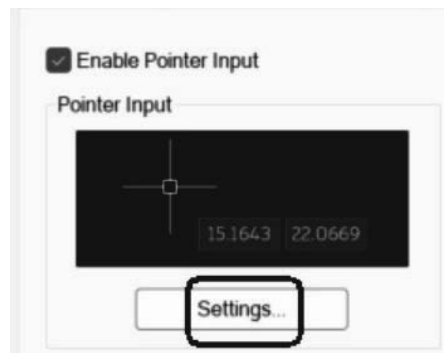 Enable Pointer Input
Pointer Input
15.1643 22.0669
Settings...